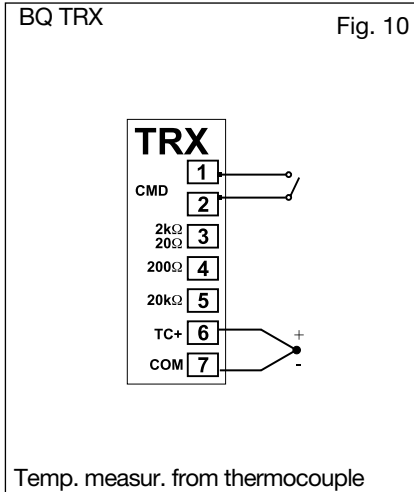 BQ TRX
Fig. 10
TRX
1
CMD
2
2kΩ
20Ω
3
200Ω 4
20kΩ 5
TC+ 6
+
COM 7
-
Temp. measur. from thermocouple